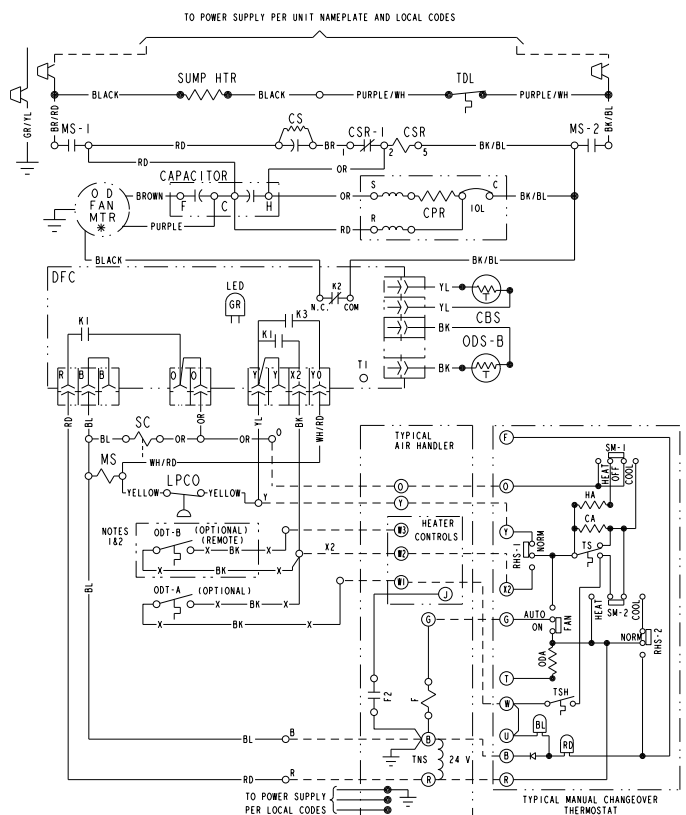 TO POWER SUPPLY PER UNIT NAMEPLATE AND LOCAL CODES
SUMP HTR
TDL
BLACK
BLACK
PURPLE/WH
PURPLE/WH
GR/YL
BR/RD
BK/BL
MS-1
CS
CSR-1
CSR
MS-2
RD
BR
1
2
5
BK/BL
RD
OR
CAPACITOR
O D
FAN
MTR
*
BROWN
F
C
H
OR
S
C
CPR
IOL
BK/BL
PURPLE
RD
R
BLACK
BK/BL
DFC
LED
GR
K2
N.C.
COM
YL
YL
CBS
BK
ODS-B
BK
K3
K1
K1
T1
R
B
B
O
O
Y
Y
X2
YO
RD
BL
OR
YL
BK
WH/RD
SC
BL
OR
OR
O
MS
WH/RD
LPCO
YELLOW
YELLOW
Y
NOTES
1&2
ODT-B
(OPTIONAL)
(REMOTE)
X
BK
X
X
BK
X
X2
ODT-A
(OPTIONAL)
X
BK
X
X
BK
X
BL
BL
B
RD
R
TYPICAL
AIR HANDLER
O
Y
W3
HEATER
CONTROLS
W2
W1
J
G
F2
F
B
TNS
24 V
R
TO POWER SUPPLY
PER LOCAL CODES
F
SM-1
HEAT
OFF
COOL
O
HA
CA
Y
NORM
RHS-1
TS
X2
HEAT
SM-2
COOL
G
AUTO
ON
FAN
NORM
RHS-2
ODA
T
TSH
W
BL
U
RD
B
R
TYPICAL MANUAL CHANGEOVER
THERMOSTAT